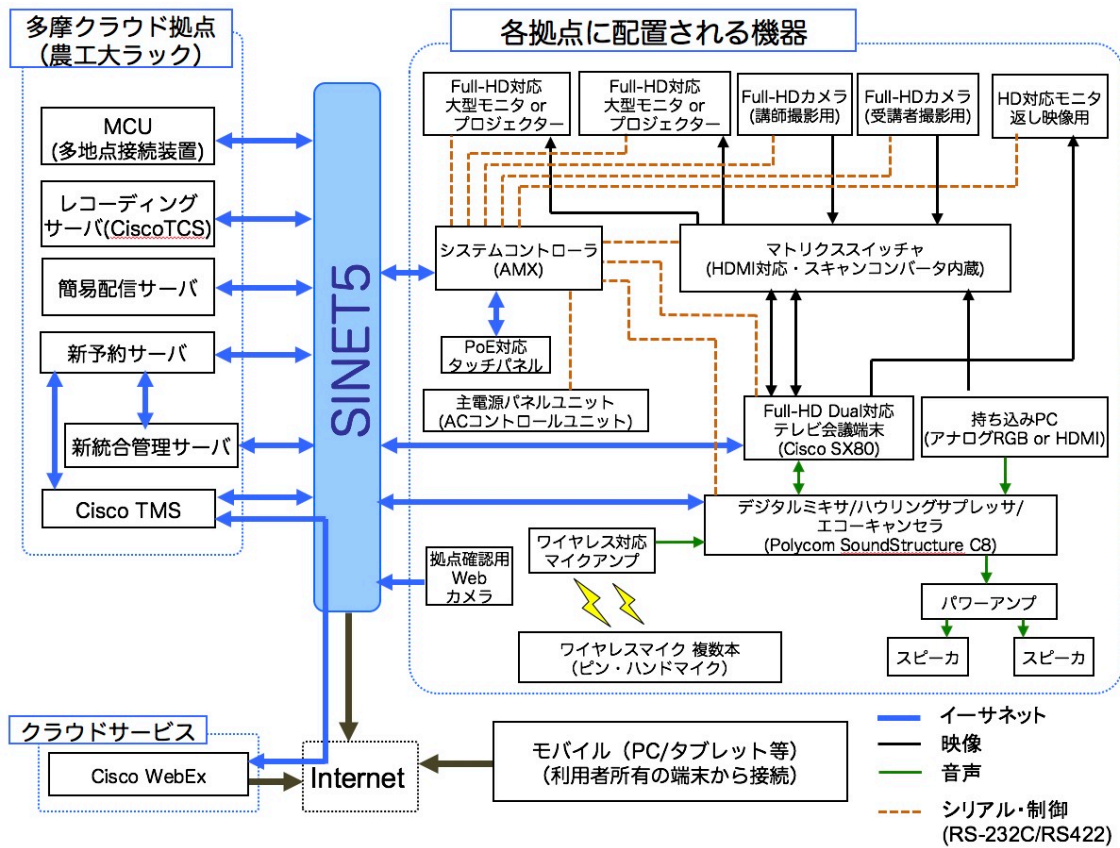 多摩クラウド拠点
（農工大ラック）
各拠点に配置される機器
MCU
(多地点接続装置)
レコーディング
サーバ(CiscoTCS)
簡易配信サーバ
新予約サーバ
新統合管理サーバ
Cisco TMS
SINET5
Full-HD対応
大型モニタ or
プロジェクター
Full-HD対応
大型モニタ or
プロジェクター
Full-HDカメラ
(講師撮影用)
Full-HDカメラ
(受講者撮影用)
HD対応モニタ
返し映像用
システムコントローラ
(AMX)
マトリクススイッチャ
(HDMI対応・スキャンコンバータ内蔵)
PoE対応
タッチパネル
主電源パネルユニット
(ACコントロールユニット)
Full-HD Dual対応
テレビ会議端末
(Cisco SX80)
持ち込みPC
(アナログRGB or HDMI)
デジタルミキサ/ハウリングサプレッサ/
エコーキャンセラ
(Polycom SoundStructure C8)
ワイヤレス対応
マイクアンプ
拠点確認用
Web
カメラ
ワイヤレスマイク 複数本
(ピン・ハンドマイク)
パワーアンプ
スピーカ
スピーカ
クラウドサービス
Cisco WebEx
Internet
モバイル（PC/タブレット等）
（利用者所有の端末から接続）
イーサネット
映像
音声
シリアル・制御
(RS-232C/RS422)